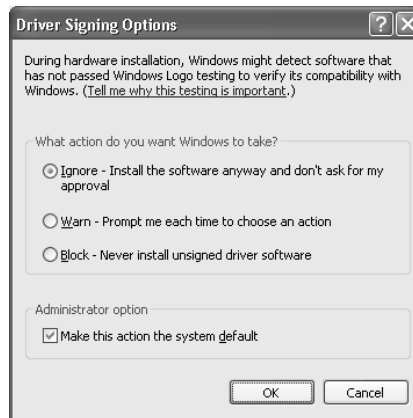 Driver Signing Options
During hardware installation, Windows might detect software that
has not passed Windows Logo testing to verify its compatibility with
Windows. (Tell me why this testing is important.)
What action do you want Windows to take?
Ignore - Install the software anyway and don't ask for my
approval
Warn - Prompt me each time to choose an action
Block - Never install unsigned driver software
Administrator option
Make this action the system default
OK Cancel